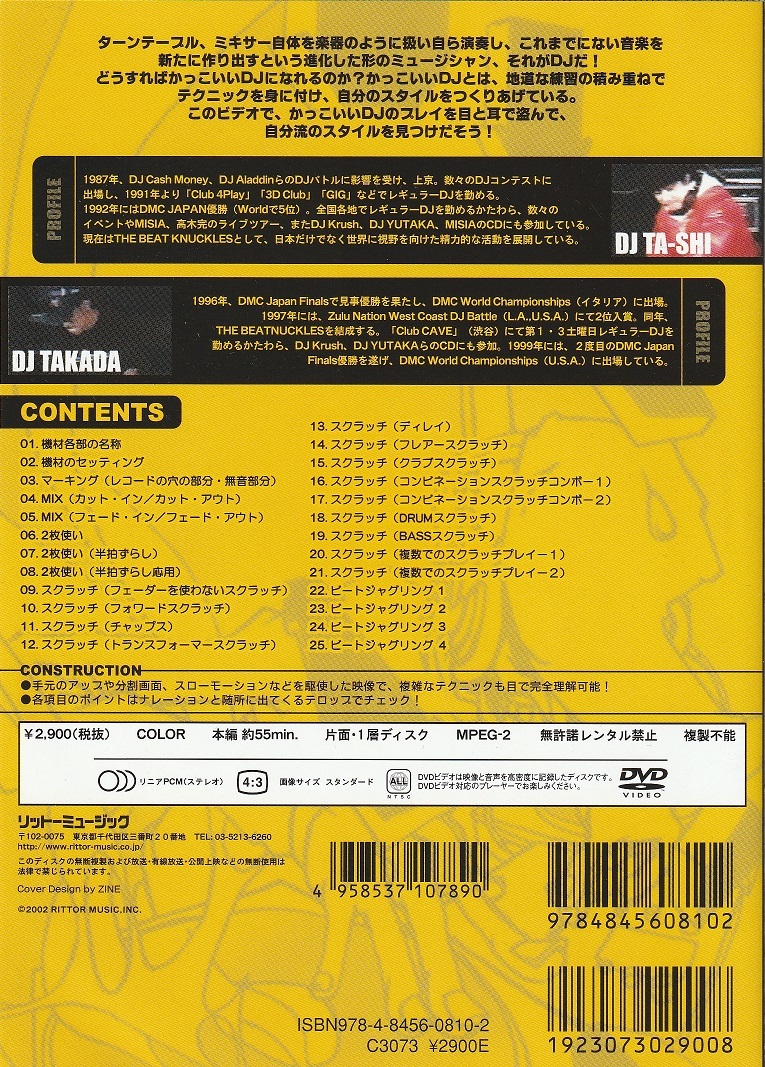 ターンテーブル、ミキサー自体を楽器のように扱い自ら演奏し、これまでにない音楽を
新たに作り出すという進化した形のミュージシャン、それがDJだ！
どうすればかっこいいDJになれるのか？かっこいいDJとは、地道な練習の積み重ねで
テクニックを身に付け、自分のスタイルをつくりあげている。
このビデオで、かっこいいDJのプレイを目と耳で盗んで、
自分流のスタイルを見つけだそう！
PROFILE
1987年、DJ Cash Money、DJ AladdinらのDJバトルに影響を受け、上京。数々のDJコンテストに
出場し、1991年より「Club 4Play」「3D Club」「GIG」などでレギュラーDJを勤める。
1992年にはDMC JAPAN優勝（Worldで5位）。全国各地でレギュラーDJを勤めるかたわら、数々の
イベントやMISIA、高木完のライブツアー、またDJ Krush、DJ YUTAKA、MISIAのCDにも参加している。
現在はTHE BEAT KNUCKLESとして、日本だけでなく世界に視野を向けた精力的な活動を展開している。
DJ TA-SHI
DJ TAKADA
1996年、DMC Japan Finalsで見事優勝を果たし、DMC World Championships（イタリア）に出場。
1997年には、Zulu Nation West Coast DJ Battle（L.A.,U.S.A.）にて2位入賞。同年、
THE BEATNUCKLESを結成する。「Club CAVE」（渋谷）にて第1・3土曜日レギュラーDJを
勤めるかたわら、DJ Krush、DJ YUTAKAらのCDにも参加。1999年には、２度目のDMC Japan
Finals優勝を遂げ、DMC World Championships（U.S.A.）に出場している。
PROFILE
CONTENTS
01. 機材各部の名称
02. 機材のセッティング
03. マーキング（レコードの穴の部分・無音部分）
04. MIX（カット・イン／カット・アウト）
05. MIX（フェード・イン／フェード・アウト）
06. 2枚使い
07. 2枚使い（半拍ずらし）
08. 2枚使い（半拍ずらし応用）
09. スクラッチ（フェーダーを使わないスクラッチ）
10. スクラッチ（フォワードスクラッチ）
11. スクラッチ（チャップス）
12. スクラッチ（トランスフォーマースクラッチ）
13. スクラッチ（ディレイ）
14. スクラッチ（フレアースクラッチ）
15. スクラッチ（クラブスクラッチ）
16. スクラッチ（コンビネーションスクラッチコンボー1）
17. スクラッチ（コンビネーションスクラッチコンボー2）
18. スクラッチ（DRUMスクラッチ）
19. スクラッチ（BASSスクラッチ）
20. スクラッチ（複数でのスクラッチプレイー1）
21. スクラッチ（複数でのスクラッチプレイー2）
22. ビートジャグリング 1
23. ビートジャグリング 2
24. ビートジャグリング 3
25. ビートジャグリング 4
CONSTRUCTION
●手元のアップや分割画面、スローモーションなどを駆使した映像で、複雑なテクニックも目で完全理解可能！
●各項目のポイントはナレーションと随所に出てくるテロップでチェック！
￥2,900(税抜) COLOR 本編 約55min. 片面・1層ディスク MPEG-2 無許諾レンタル禁止 複製不能
リニアPCM(ステレオ) 4:3 画像サイズ スタンダード ALL NTSC DVDビデオは映像と音声を高密度に記録したディスクです。
DVDビデオ対応のプレーヤーでお楽しみください。
DVD VIDEO
リットーミュージック
〒102-0075 東京都千代田区三番町２０番地 TEL: 03-5213-6260
http://www.rittor-music.co.jp/
このディスクの無断複製および放送・有線放送・公開上映などの無断使用は
法律で禁じられています。
Cover Design by ZINE
©2002 RITTOR MUSIC,INC.
4 958537 107890
9784845608102
ISBN978-4-8456-0810-2
C3073 ¥2900E
1923073029008